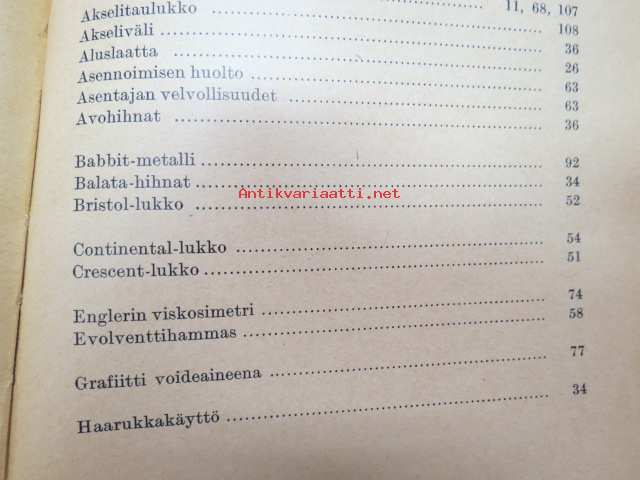 Akselitaulukko ........ 11, 68, 107
Akseliväli ........ 108
Aluslaatta ........ 36
Asennoimisen huolto ........ 26
Asentajan velvollisuudet ........ 63
Avohihnat ........ 63
36
Babbit-metalli ........ 92
Balata-hihnat ........ 34
Antikvariaatti.net
Bristol-lukko ........ 52
Continental-lukko ........ 54
Crescent-lukko ........ 51
Englerin viskosimetri ........ 74
Evolventtihammas ........ 58
Grafiitti voideaineena ........ 77
Haarukkakäyttö ........ 34